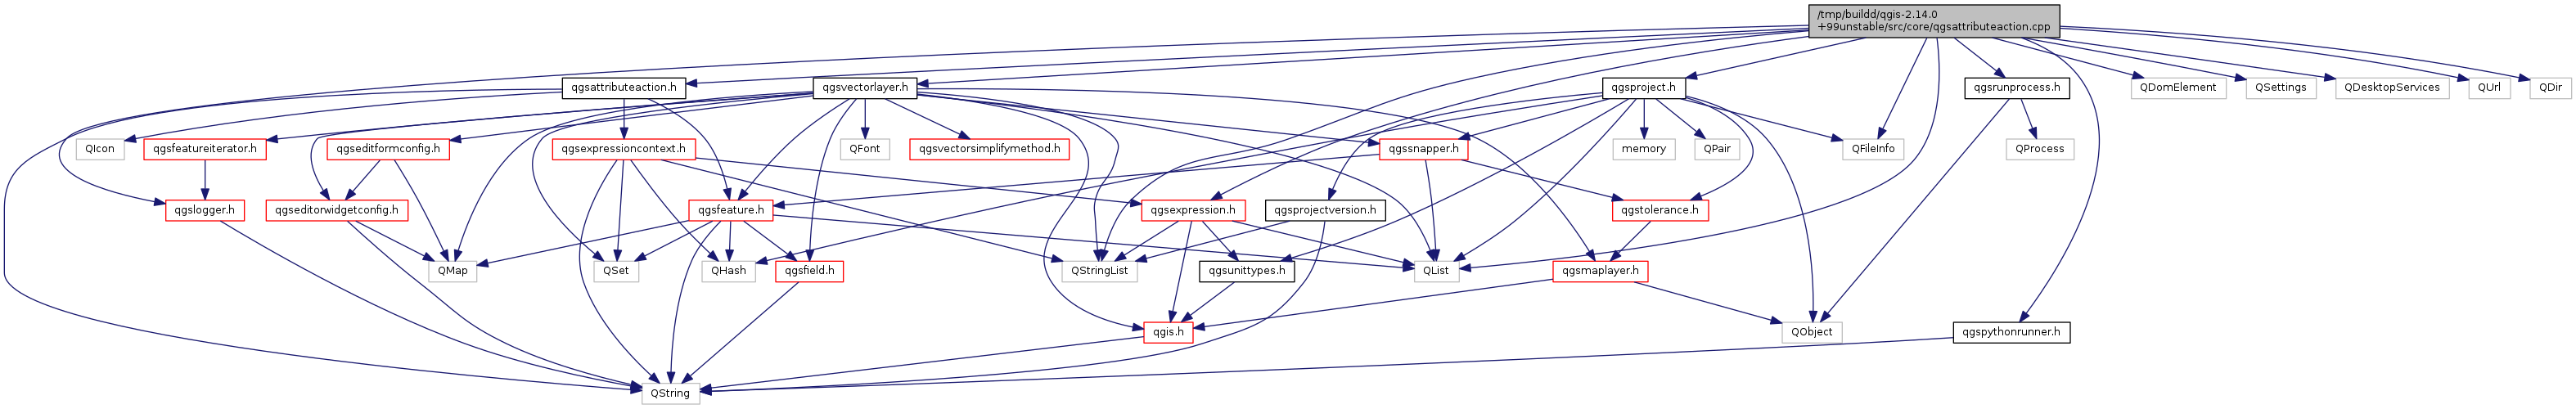 /tmp/buildd/qgis-2.14.0
+99unstable/src/core/qgsattributeaction.cpp
qgsattributeaction.h
qgsvectorlayer.h
qgsproject.h
qgsrunprocess.h
QDomElement
QSettings
QDesktopServices
QUrl
QDir
QIcon
qgsfeatureiterator.h
qgseditformconfig.h
qgsexpressioncontext.h
QFont
qgsvectorsimplifymethod.h
qgssnapper.h
memory
QPair
QFileInfo
QProcess
qgslogger.h
qgseditorwidgetconfig.h
qgsfeature.h
qgsexpression.h
qgsprojectversion.h
qgstolerance.h
QMap
QSet
QHash
qgsfield.h
QStringList
qgsunittypes.h
QList
qgsmaplayer.h
qgis.h
QObject
qgspythonrunner.h
QString